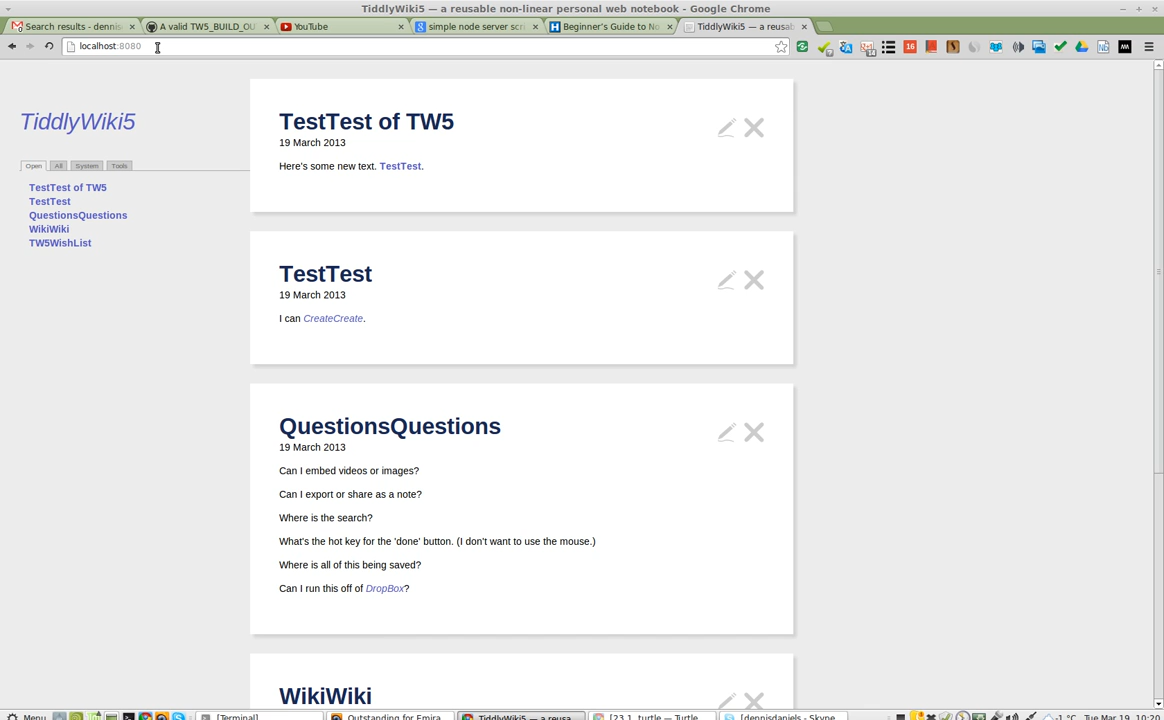 TiddlyWiki5 — a reusable non-linear personal web notebook - Google Chrome
Search results - dennis
A valid TW5_BUILD_OU
YouTube
simple node server scri
Beginner's Guide to No
TiddlyWiki5 — a reusab
localhost:8080
16
TiddlyWiki5
Open All System Tools
TestTest of TW5
TestTest
QuestionsQuestions
WikiWiki
TW5WishList
TestTest of TW5
19 March 2013
Here's some new text. TestTest.
TestTest
19 March 2013
I can CreateCreate.
QuestionsQuestions
19 March 2013
Can I embed videos or images?
Can I export or share as a note?
Where is the search?
What's the hot key for the 'done' button. (I don't want to use the mouse.)
Where is all of this being saved?
Can I run this off of DropBox?
WikiWiki
Menu
[Terminal]
Outstanding for Emira
TiddlyWiki5 — a reusa
[23.1. turtle — Turtle
[dennisdaniels - Skype
-1 °C
Tue Mar 19, 10:20